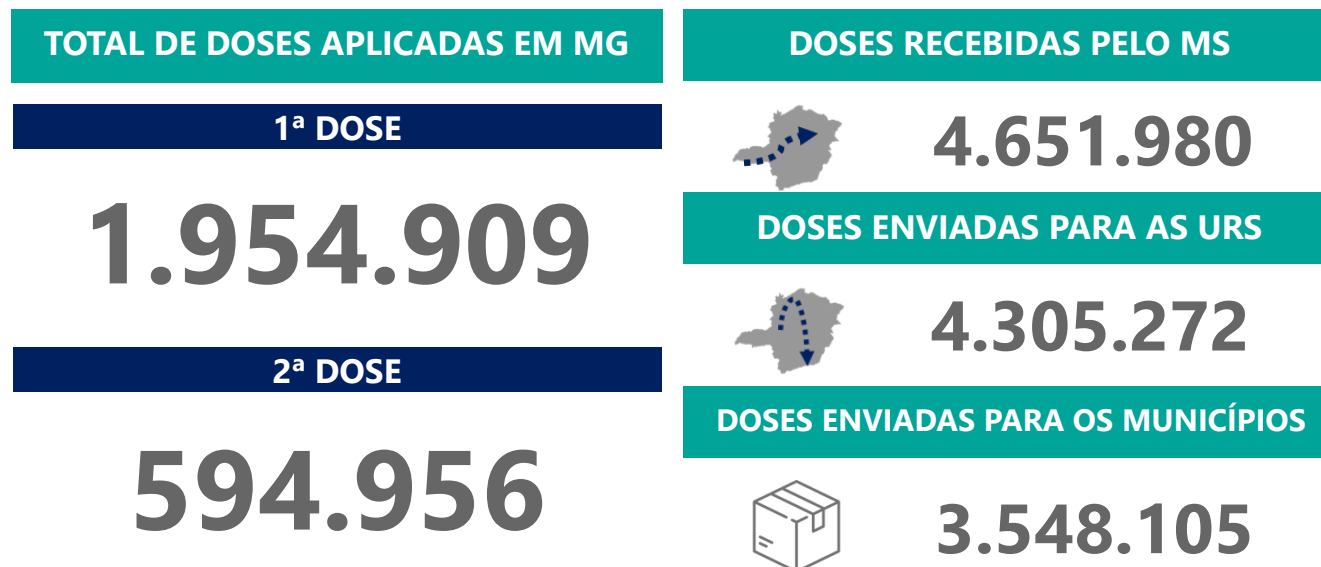 TOTAL DE DOSES APLICADAS EM MG
1ª DOSE
1.954.909
2ª DOSE
594.956
DOSES RECEBIDAS PELO MS
4.651.980
DOSES ENVIADAS PARA AS URS
4.305.272
DOSES ENVIADAS PARA OS MUNICÍPIOS
3.548.105